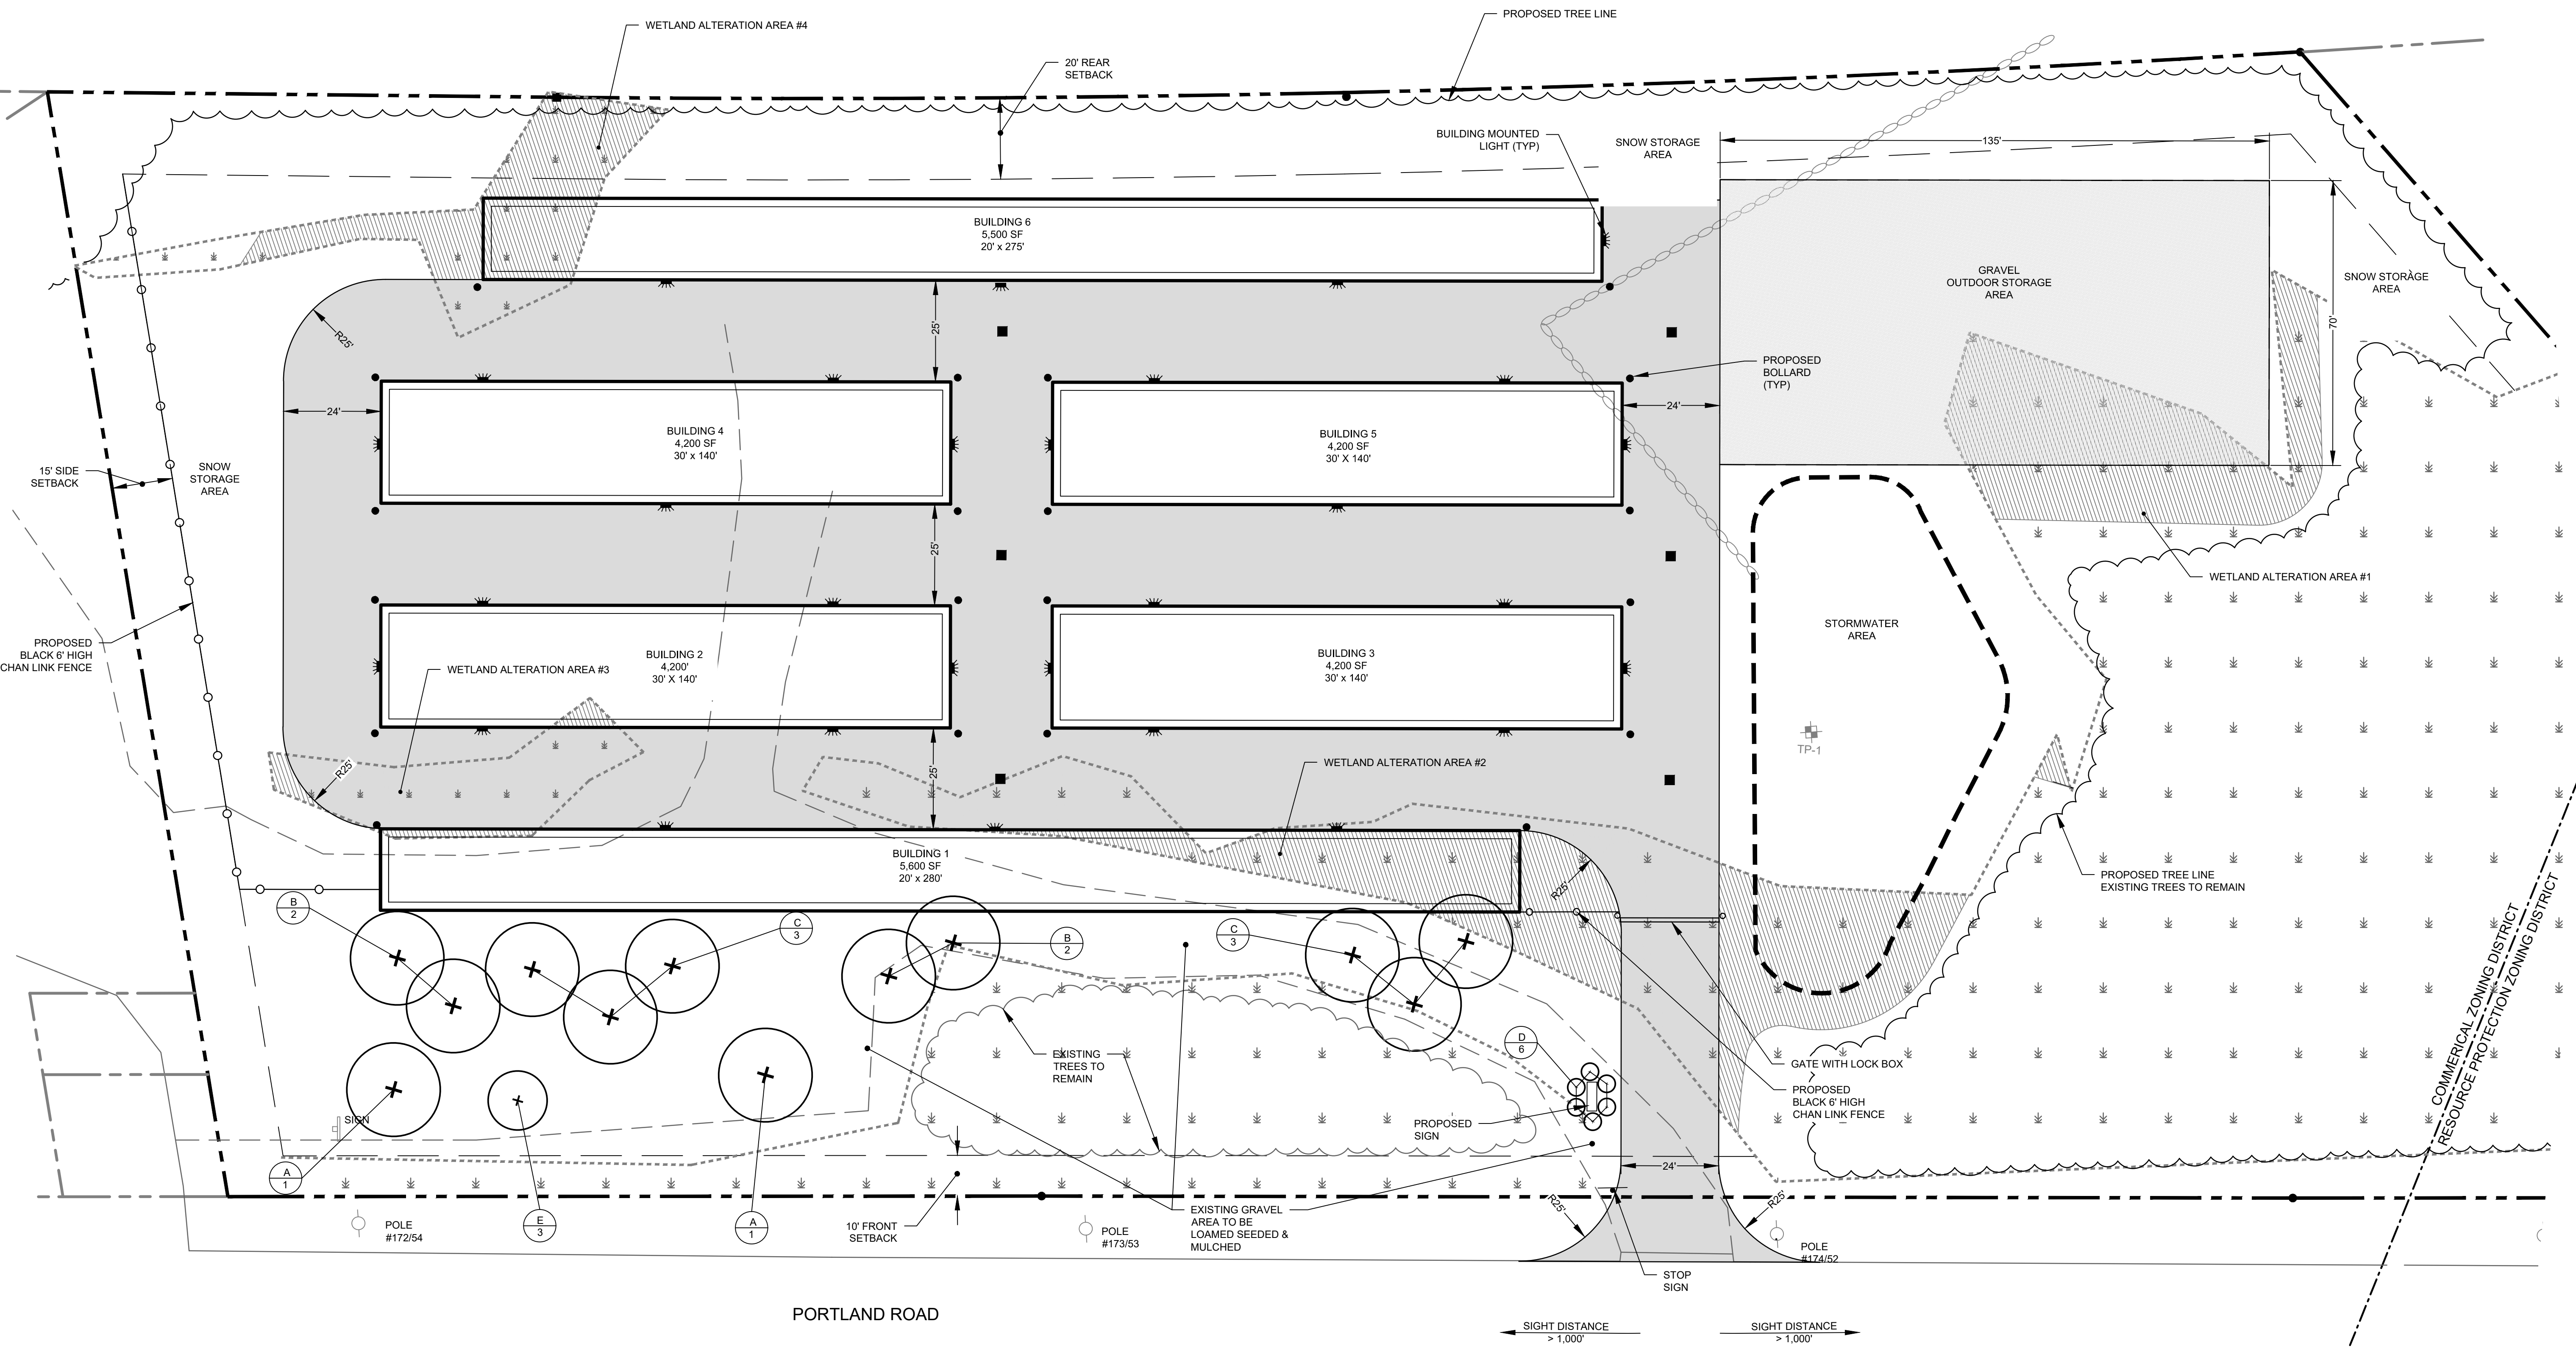 PROPOSED TREE LINE
WETLAND ALTERATION AREA #4
20' REAR
SETBACK
BUILDING MOUNTED
LIGHT (TYP)
SNOW STORAGE
AREA
135'
BUILDING 6
5,500 SF
20' x 275'
GRAVEL
OUTDOOR STORAGE
AREA
SNOW STORAGE
AREA
70'
R25'
25'
PROPOSED
BOLLARD
(TYP)
24'
24'
BUILDING 4
4,200 SF
30' x 140'
BUILDING 5
4,200 SF
30' X 140'
15' SIDE
SETBACK
SNOW
STORAGE
AREA
25'
WETLAND ALTERATION AREA #1
STORMWATER
AREA
PROPOSED
BLACK 6' HIGH
CHAN LINK FENCE
WETLAND ALTERATION AREA #3
BUILDING 2
4,200'
30' X 140'
BUILDING 3
4,200 SF
30' x 140'
TP-1
R25'
25'
WETLAND ALTERATION AREA #2
BUILDING 1
5,600 SF
20' x 280'
R25'
PROPOSED TREE LINE
EXISTING TREES TO REMAIN
B
2
C
3
B
2
C
3
COMMERICAL ZONING DISTRICT
RESOURCE PROTECTION ZONING DISTRICT
D
6
EXISTING
TREES TO
REMAIN
GATE WITH LOCK BOX
PROPOSED
BLACK 6' HIGH
CHAN LINK FENCE
SIGN
PROPOSED
SIGN
24'
A
1
E
3
A
1
R25'
R25'
POLE
#172/54
10' FRONT
SETBACK
POLE
#173/53
EXISTING GRAVEL
AREA TO BE
LOAMED SEEDED &
MULCHED
POLE
#174/52
STOP
SIGN
PORTLAND ROAD
SIGHT DISTANCE
> 1,000'
SIGHT DISTANCE
> 1,000'